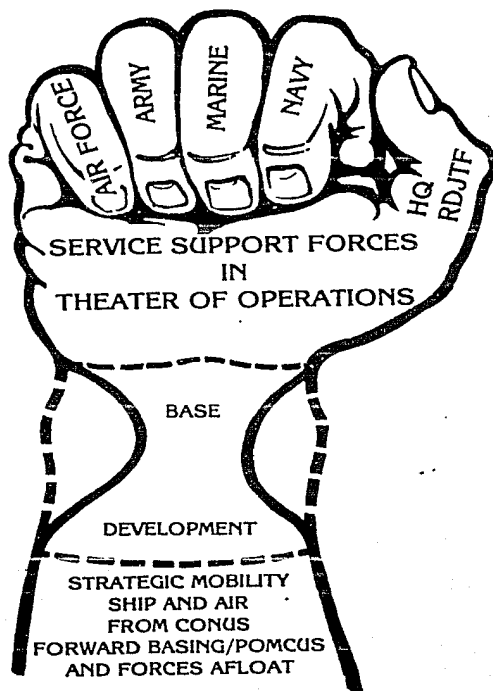 AIR FORCE
ARMY
MARINE
NAVY
HQ
RDJTF
SERVICE SUPPORT FORCES
IN
THEATER OF OPERATIONS
BASE
DEVELOPMENT
STRATEGIC MOBILITY
SHIP AND AIR
FROM CONUS
FORWARD BASING/POMCUS
AND FORCES AFLOAT